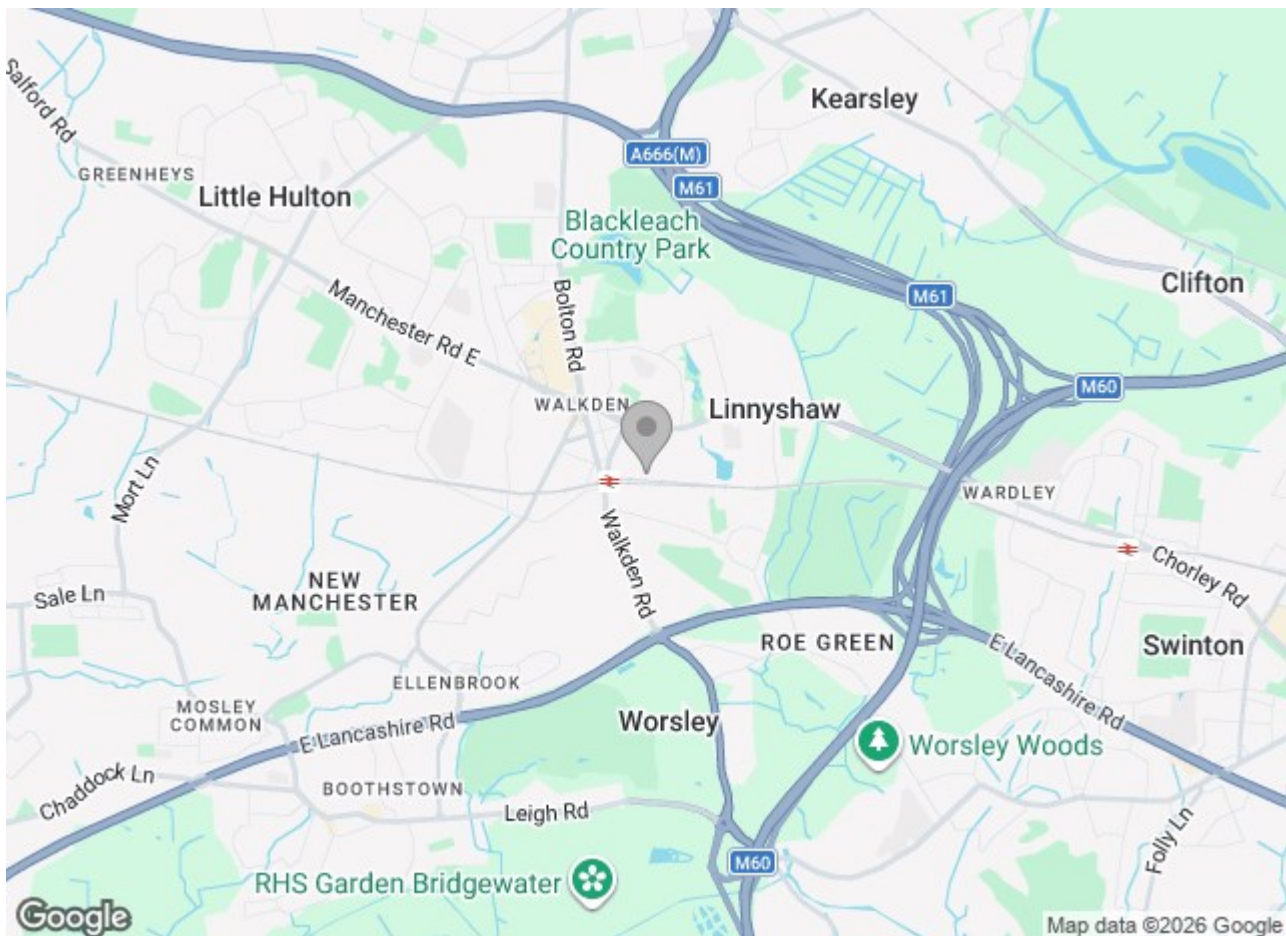 Salford Rd
Kearsley
A666(M)
GREENHEYS
M61
Little Hulton
Blackleach
Country Park
Clifton
M61
Manchester Rd E
Bolton Rd
M60
WALKDEN
Linnyshaw
Mort Ln
WARDLEY
Walkden Rd
Chorley Rd
NEW
MANCHESTER
Sale Ln
ROE GREEN
E Lancashire Rd
Swinton
ELLENBROOK
MOSLEY
COMMON
E Lancashire Rd
Worsley
Worsley Woods
Chaddock Ln
BOOTHSTOWN
Leigh Rd
Folly Ln
M60
RHS Garden Bridgewater
Google
Map data ©2026 Google